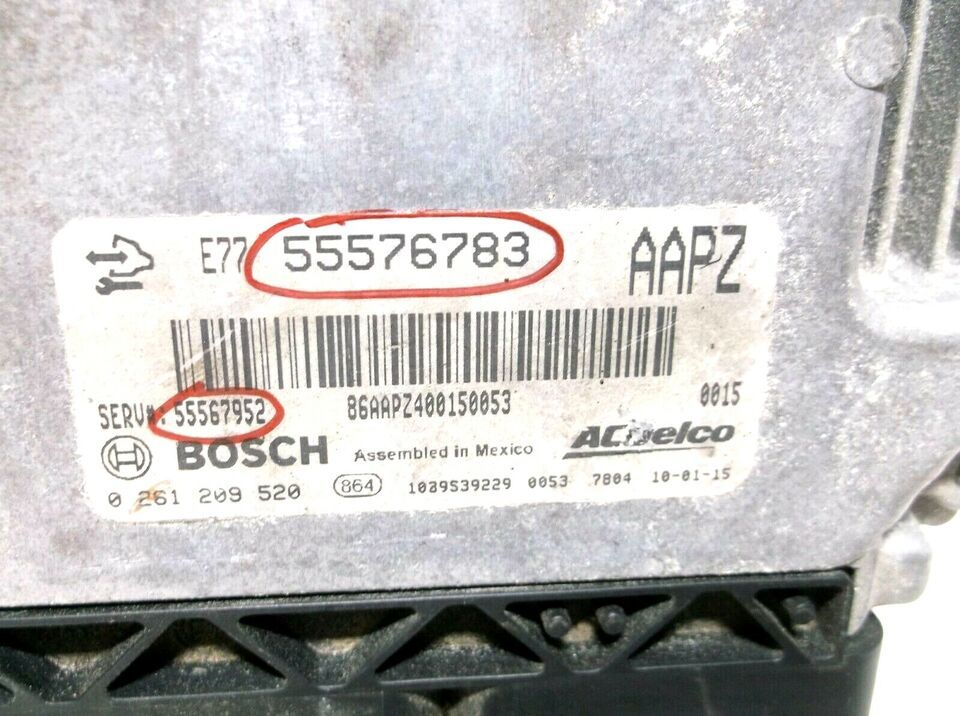 E77 55576783 AAPZ
SERV#: 55567952 86AAPZ400150053 0015
BOSCH Assembled in Mexico ACDelco
0 261 209 520 864 1039S39229 0053 7804 10-01-15